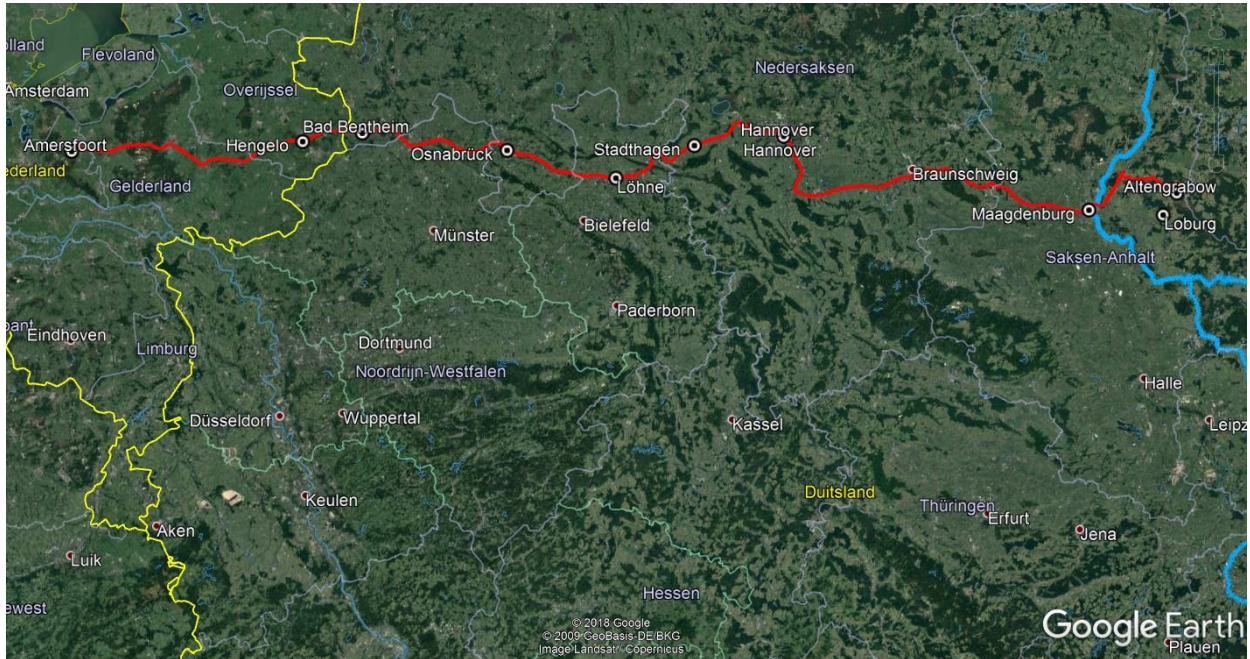 olland
Flevoland
Nedersaksen
Amsterdam
Overijssel
Bad Bentheim
Hannover
Amersfoort
Hengelo
Osnabrück
Stadthagen
Hannover
ederland
Braunschweig
Altengrabow
Gelderland
Löhne
Maagdenburg
Loburg
Münster
Bielefeld
Saksen-Anhalt
Paderborn
Eindhoven
Limburg
Dortmund
Noordrijn-Westfalen
Halle
Düsseldorf
Wuppertal
Kassel
Leipz
Keulen
Duitsland
Thüringen
Erfurt
Aken
Jena
Luik
Hessen
ewest
© 2018 Google
© 2009 GeoBasis-DE/BKG
Image Landsat / Copernicus
Google Earth
Plauen